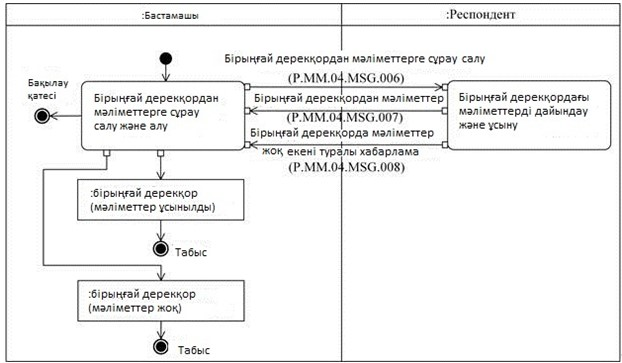 :Бастамашы
:Респондент
Бірыңғай дерекқордан мәліметтерге сұрау салу
(P.MM.04.MSG.006)
Бақылау
қатесі
Бірыңғай дерекқордан
мәліметтерге сұрау
салу және алу
Бірыңғай дерекқордан мәліметтер
(P.MM.04.MSG.007)
Бірыңғай дерекқорда мәліметтер
жоқ екені туралы хабарлама
(P.MM.04.MSG.008)
Бірыңғай дерекқордағы
мәліметтерді дайындау
және ұсыну
:бірыңғай дерекқор
(мәліметтер ұсынылды)
Табыс
:бірыңғай дерекқор
(мәліметтер жоқ)
Табыс